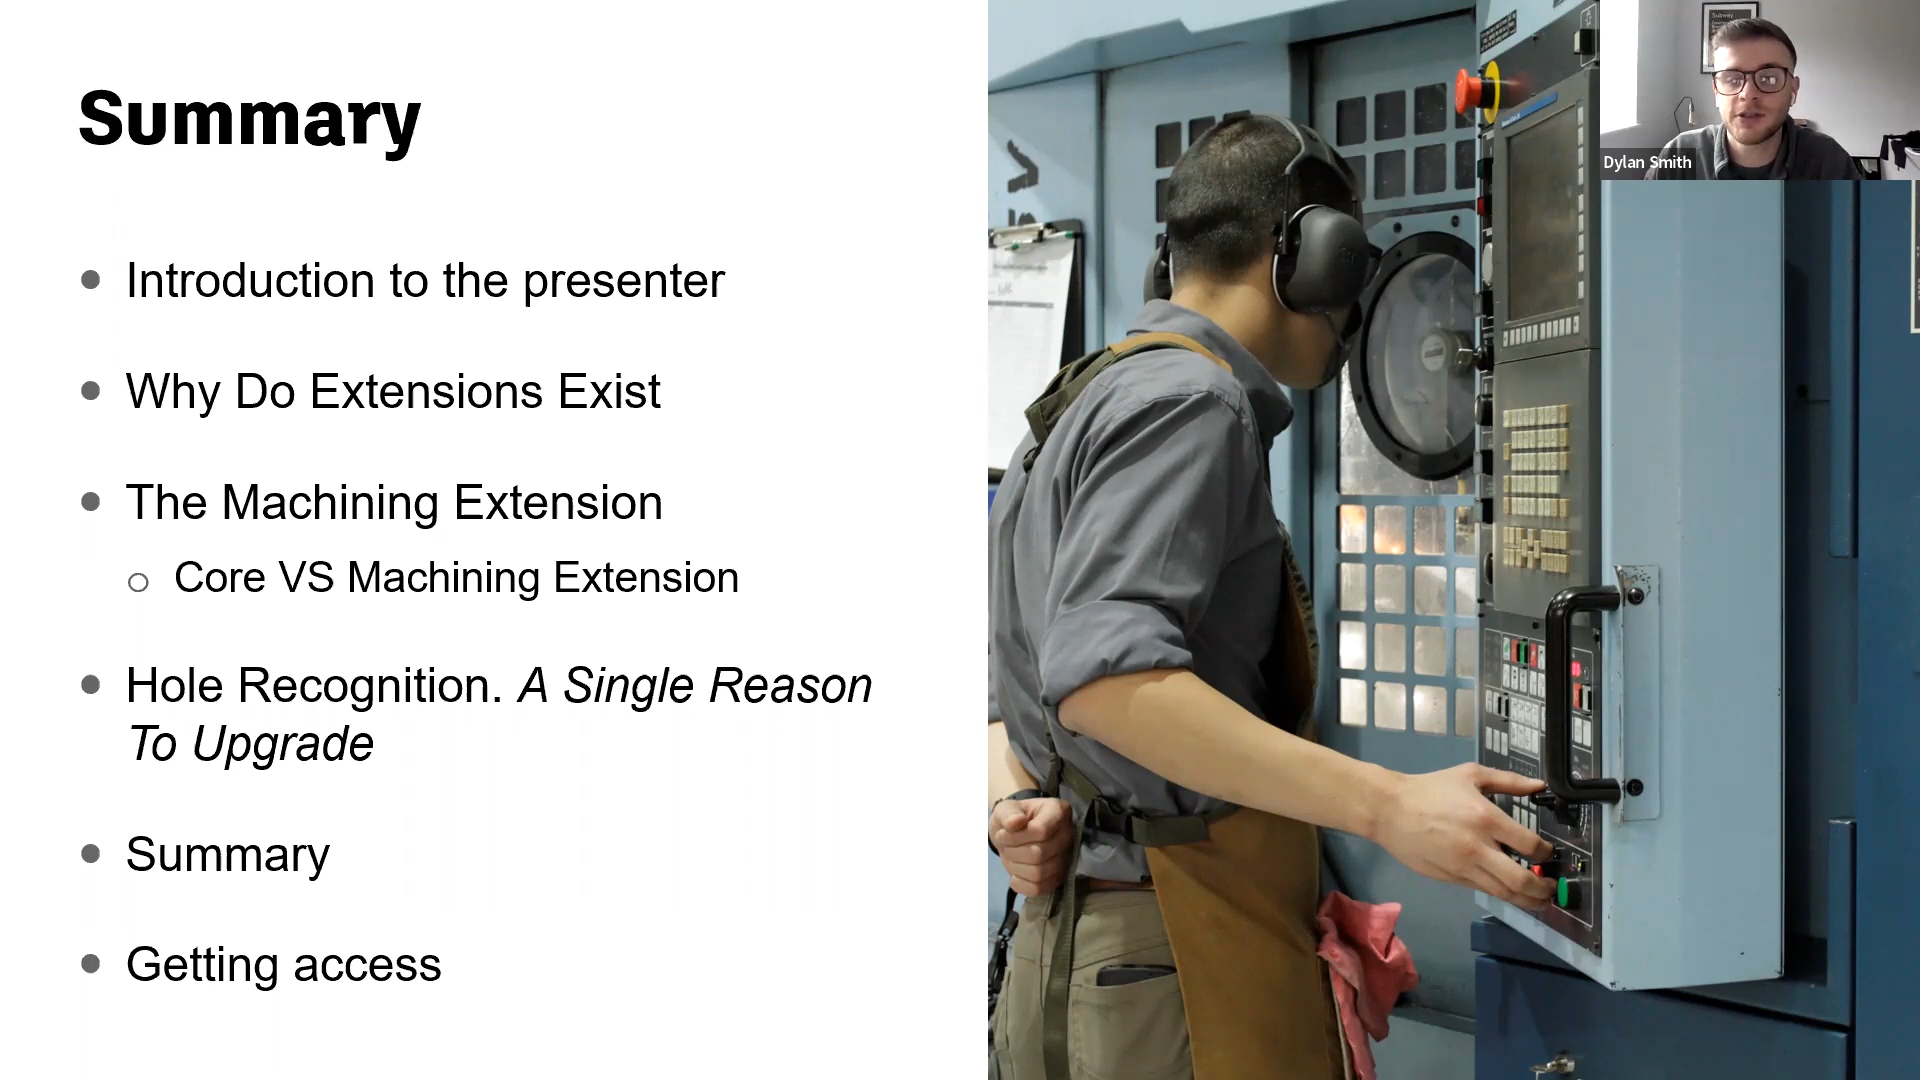 Summary
Introduction to the presenter
Why Do Extensions Exist
The Machining Extension
Core VS Machining Extension
Hole Recognition. A Single Reason
To Upgrade
Summary
Getting access
Subway
Dylan Smith